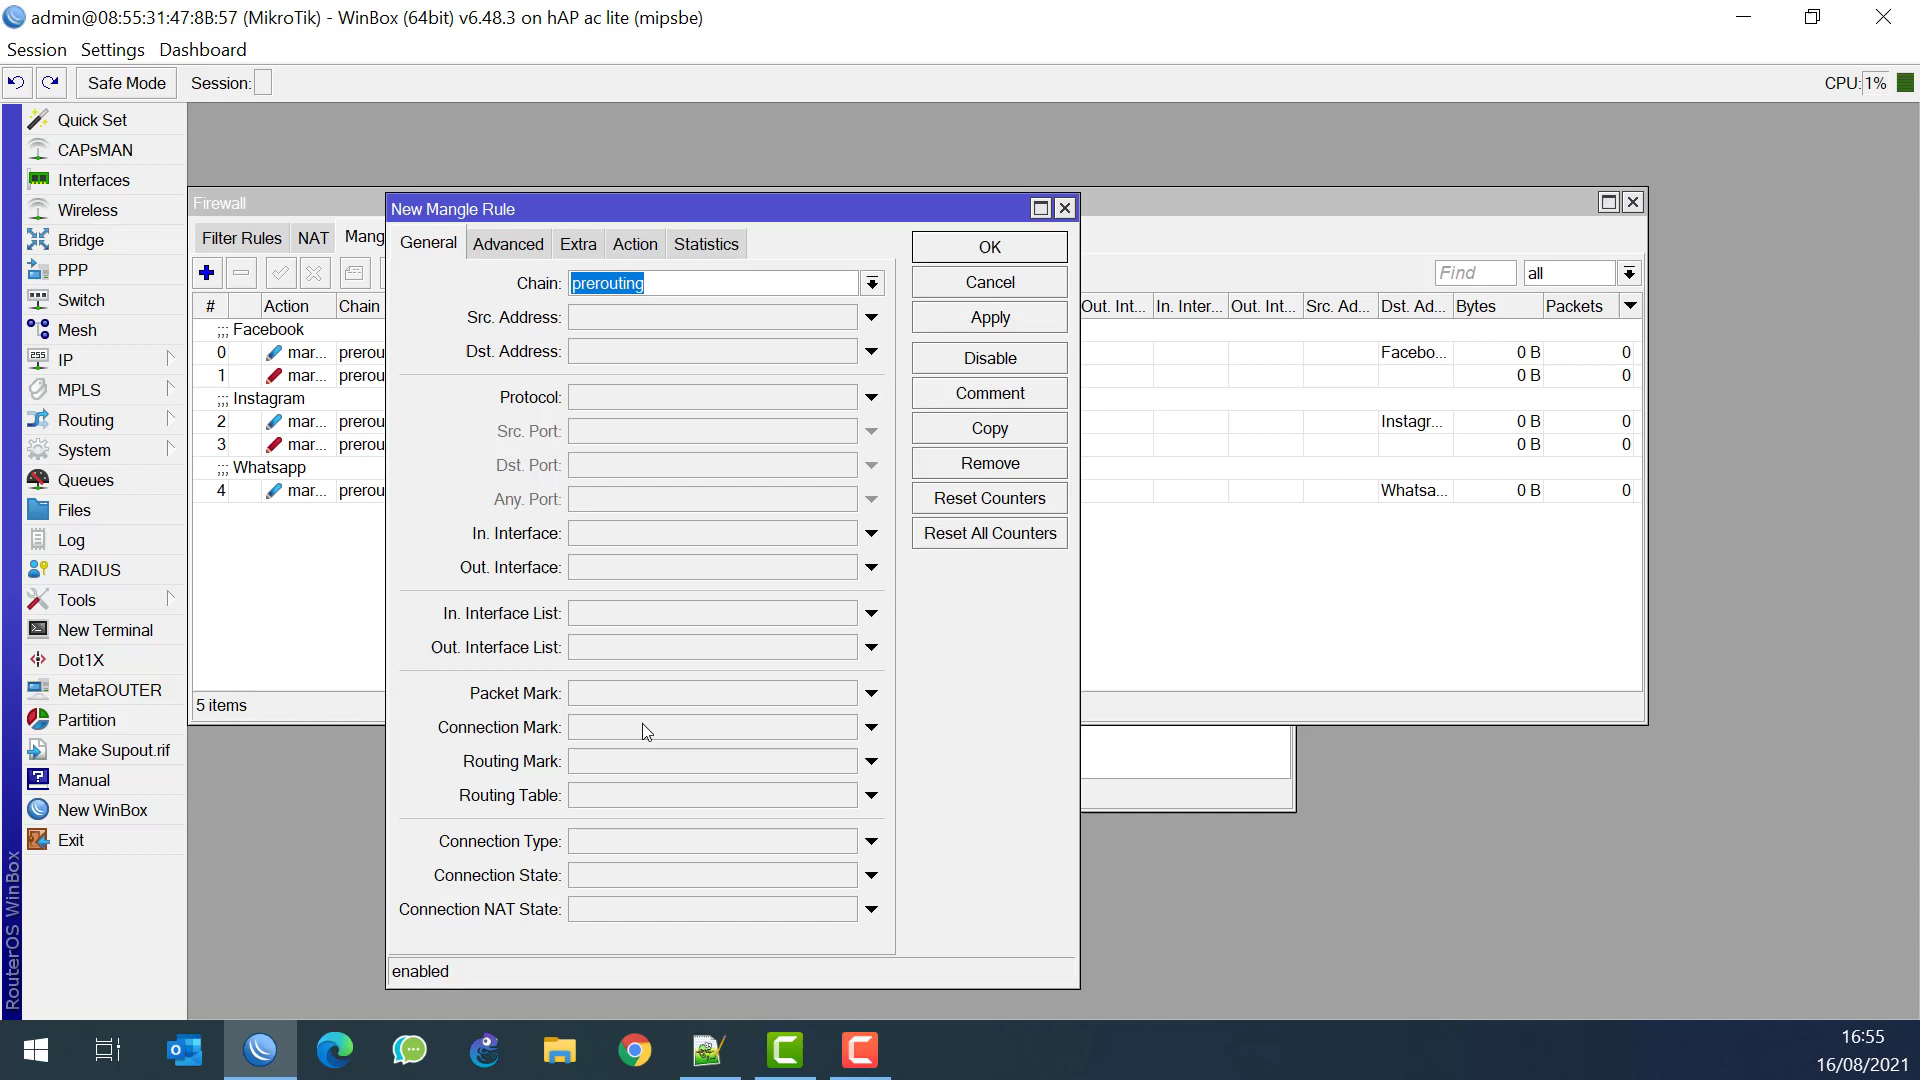 admin@08:55:31:47:8B:57 (MikroTik) - WinBox (64bit) v6.48.3 on hAP ac lite (mipsbe)
Session Settings Dashboard
Safe Mode Session: CPU: 1%
Quick Set
CAPsMAN
Interfaces
Wireless
Bridge
PPP
Switch
Mesh
IP
MPLS
Routing
System
Queues
Files
Log
RADIUS
Tools
New Terminal
Dot1X
MetaROUTER
Partition
Make Supout.rif
Manual
New WinBox
Exit
RouterOS WinBox
Firewall
Filter Rules NAT Mang
Find all
# Action Chain Out. Int... In. Inter... Out. Int... Src. Ad... Dst. Ad... Bytes Packets
;;; Facebook
0 mar... prerou Facebo... 0 B 0
1 mar... prerou 0 B 0
;;; Instagram
2 mar... prerou Instagr... 0 B 0
3 mar... prerou 0 B 0
;;; Whatsapp
4 mar... prerou Whatsa... 0 B 0
5 items
New Mangle Rule
General Advanced Extra Action Statistics
Chain: prerouting
Src. Address:
Dst. Address:
Protocol:
Src. Port:
Dst. Port:
Any. Port:
In. Interface:
Out. Interface:
In. Interface List:
Out. Interface List:
Packet Mark:
Connection Mark:
Routing Mark:
Routing Table:
Connection Type:
Connection State:
Connection NAT State:
enabled
OK
Cancel
Apply
Disable
Comment
Copy
Remove
Reset Counters
Reset All Counters
16:55
16/08/2021